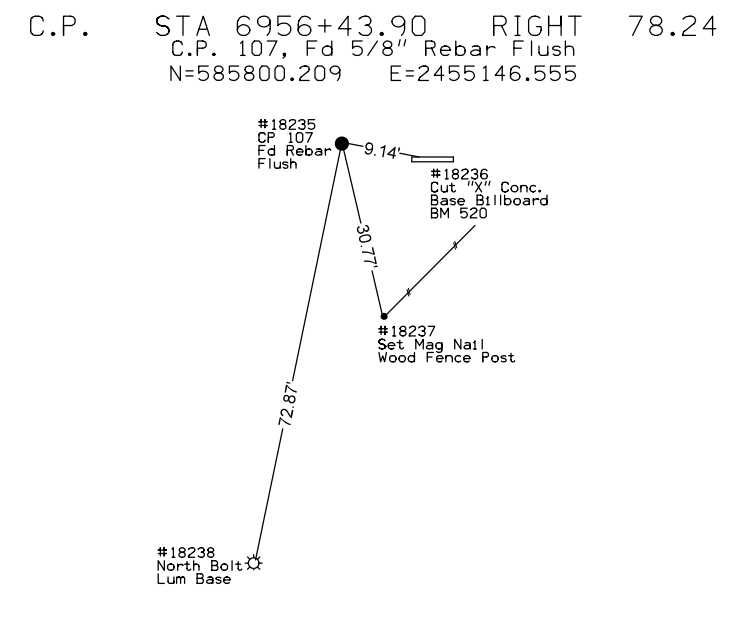 C.P. STA 6956+43.90 RIGHT 78.24
C.P. 107, Fd 5/8" Rebar Flush
N=585800.209 E=2455146.555
#18235
CP 107
Fd Rebar
Flush
9.14'
#18236
Cut "X" Conc.
Base Billboard
BM 520
30.77'
#18237
Set Mag Nail
Wood Fence Post
72.87'
#18238
North Bolt
Lum Base